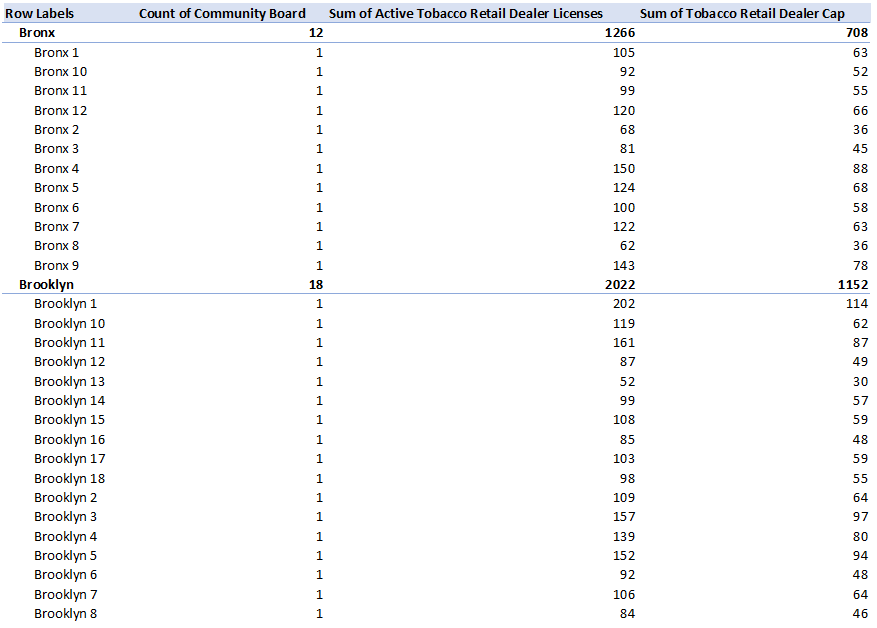 Row Labels Count of Community Board Sum of Active Tobacco Retail Dealer Licenses Sum of Tobacco Retail Dealer Cap
Bronx 12 1266 708
Bronx 1 1 105 63
Bronx 10 1 92 52
Bronx 11 1 99 55
Bronx 12 1 120 66
Bronx 2 1 68 36
Bronx 3 1 81 45
Bronx 4 1 150 88
Bronx 5 1 124 68
Bronx 6 1 100 58
Bronx 7 1 122 63
Bronx 8 1 62 36
Bronx 9 1 143 78
Brooklyn 18 2022 1152
Brooklyn 1 1 202 114
Brooklyn 10 1 119 62
Brooklyn 11 1 161 87
Brooklyn 12 1 87 49
Brooklyn 13 1 52 30
Brooklyn 14 1 99 57
Brooklyn 15 1 108 59
Brooklyn 16 1 85 48
Brooklyn 17 1 103 59
Brooklyn 18 1 98 55
Brooklyn 2 1 109 64
Brooklyn 3 1 157 97
Brooklyn 4 1 139 80
Brooklyn 5 1 152 94
Brooklyn 6 1 92 48
Brooklyn 7 1 106 64
Brooklyn 8 1 84 46